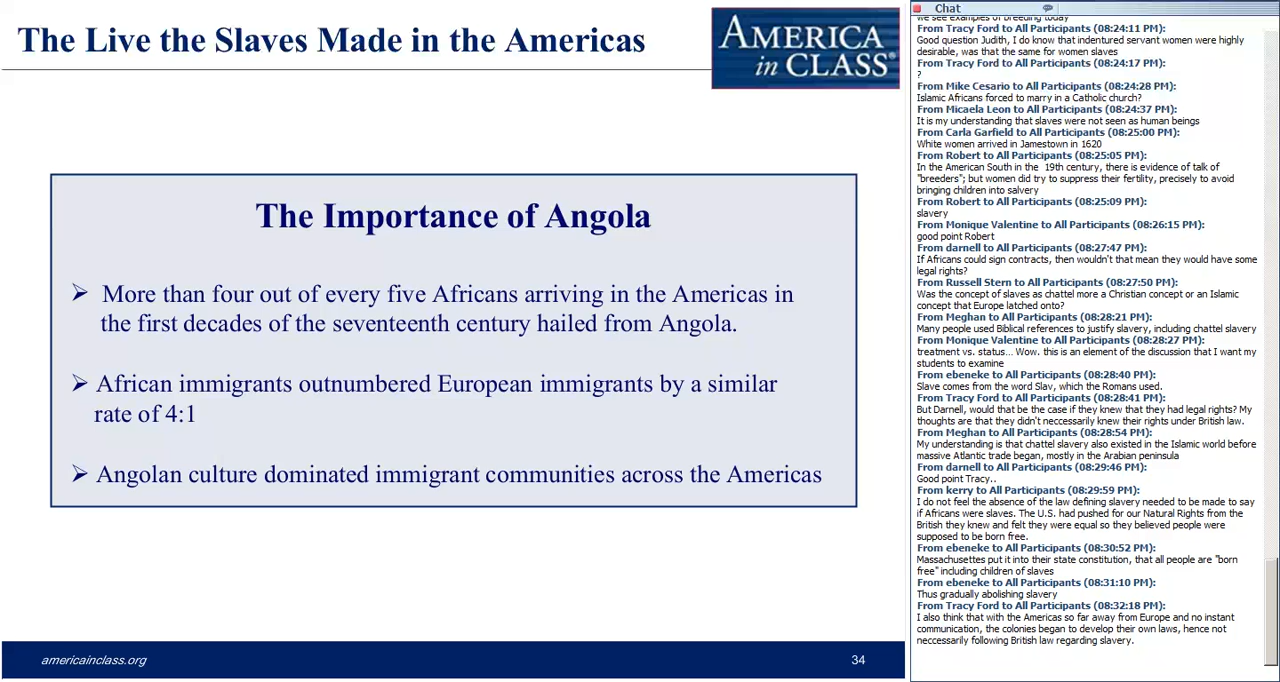 The Live the Slaves Made in the Americas
AMERICA
in CLASS®
The Importance of Angola
➢ More than four out of every five Africans arriving in the Americas in
the first decades of the seventeenth century hailed from Angola.
➢ African immigrants outnumbered European immigrants by a similar
rate of 4:1
➢ Angolan culture dominated immigrant communities across the Americas
americainclass.org
34
Chat
we see examples of breeding today
From Tracy Ford to All Participants (08:24:11 PM):
Good question Judith, I do know that indentured servant women were highly
desirable, was that the same for women slaves
From Tracy Ford to All Participants (08:24:17 PM):
?
From Mike Cesario to All Participants (08:24:28 PM):
Islamic Africans forced to marry in a Catholic church?
From Micaela Leon to All Participants (08:24:37 PM):
It is my understanding that slaves were not seen as human beings
From Carla Garfield to All Participants (08:25:00 PM):
White women arrived in Jamestown in 1620
From Robert to All Participants (08:25:05 PM):
In the American South in the 19th century, there is evidence of talk of
"breeders"; but women did try to suppress their fertility, precisely to avoid
bringing children into salvery
From Robert to All Participants (08:25:09 PM):
slavery
From Monique Valentine to All Participants (08:26:15 PM):
good point Robert
From darnell to All Participants (08:27:47 PM):
If Africans could sign contracts, then wouldn't that mean they would have some
legal rights?
From Russell Stern to All Participants (08:27:50 PM):
Was the concept of slaves as chattel more a Christian concept or an Islamic
concept that Europe latched onto?
From Meghan to All Participants (08:28:21 PM):
Many people used Biblical references to justify slavery, including chattel slavery
From Monique Valentine to All Participants (08:28:27 PM):
treatment vs. status... Wow. this is an element of the discussion that I want my
students to examine
From ebeneke to All Participants (08:28:40 PM):
Slave comes from the word Slav, which the Romans used.
From Tracy Ford to All Participants (08:28:41 PM):
But Darnell, would that be the case if they knew that they had legal rights? My
thoughts are that they didn't neccessarily knew their rights under British law.
From Meghan to All Participants (08:28:54 PM):
My understanding is that chattel slavery also existed in the Islamic world before
massive Atlantic trade began, mostly in the Arabian peninsula
From darnell to All Participants (08:29:46 PM):
Good point Tracy..
From kerry to All Participants (08:29:59 PM):
I do not feel the absence of the law defining slavery needed to be made to say
if Africans were slaves. The U.S. had pushed for our Natural Rights from the
British they knew and felt they were equal so they believed people were
supposed to be born free.
From ebeneke to All Participants (08:30:52 PM):
Massachusettes put it into their state constitution, that all people are "born
free" including children of slaves
From ebeneke to All Participants (08:31:10 PM):
Thus gradually abolishing slavery
From Tracy Ford to All Participants (08:32:18 PM):
I also think that with the Americas so far away from Europe and no instant
communication, the colonies began to develop their own laws, hence not
neccessarily following British law regarding slavery.